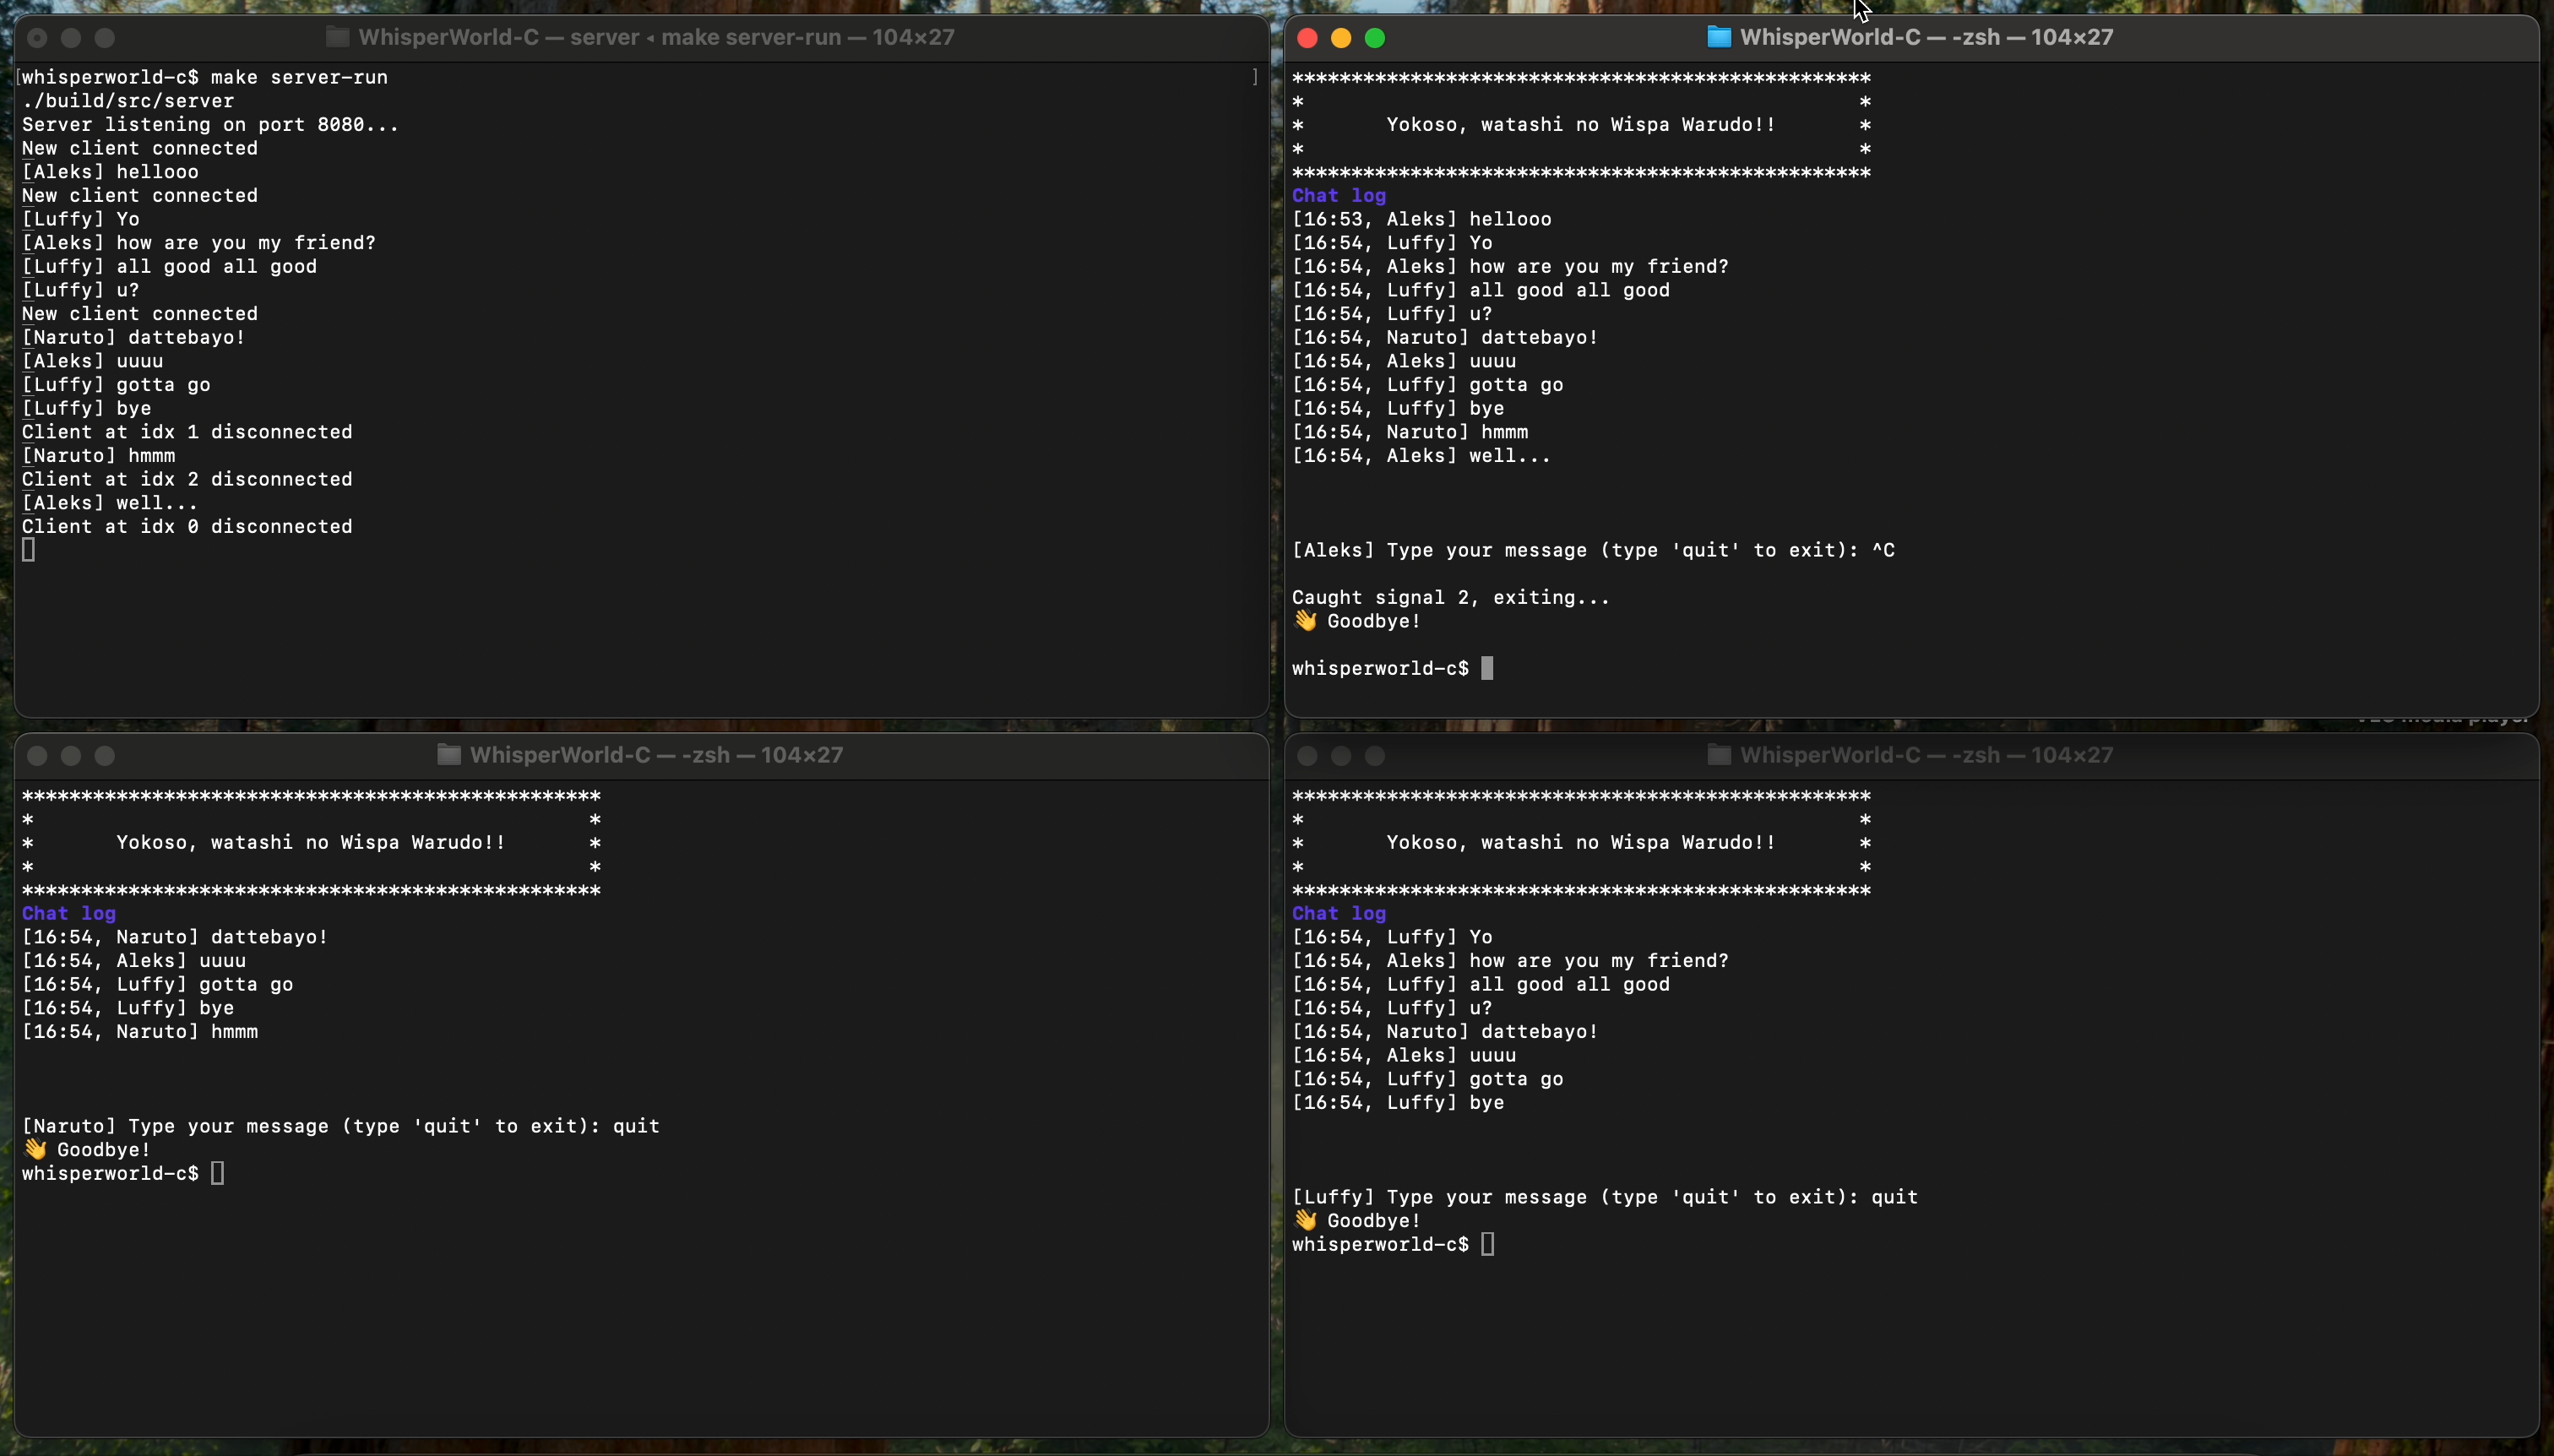 WhisperWorld-C — server ◂ make server-run — 104×27
[whisperworld-c$ make server-run ]
./build/src/server
Server listening on port 8080...
New client connected
[Aleks] hellooo
New client connected
[Luffy] Yo
[Aleks] how are you my friend?
[Luffy] all good all good
[Luffy] u?
New client connected
[Naruto] dattebayo!
[Aleks] uuuu
[Luffy] gotta go
[Luffy] bye
Client at idx 1 disconnected
[Naruto] hmmm
Client at idx 2 disconnected
[Aleks] well...
Client at idx 0 disconnected
WhisperWorld-C — -zsh — 104×27
*************************************************
*                                               *
*       Yokoso, watashi no Wispa Warudo!!       *
*                                               *
*************************************************
Chat log
[16:53, Aleks] hellooo
[16:54, Luffy] Yo
[16:54, Aleks] how are you my friend?
[16:54, Luffy] all good all good
[16:54, Luffy] u?
[16:54, Naruto] dattebayo!
[16:54, Aleks] uuuu
[16:54, Luffy] gotta go
[16:54, Luffy] bye
[16:54, Naruto] hmmm
[16:54, Aleks] well...
[Aleks] Type your message (type 'quit' to exit): ^C
Caught signal 2, exiting...
👋 Goodbye!
whisperworld-c$
WhisperWorld-C — -zsh — 104×27
*************************************************
*                                               *
*       Yokoso, watashi no Wispa Warudo!!       *
*                                               *
*************************************************
Chat log
[16:54, Naruto] dattebayo!
[16:54, Aleks] uuuu
[16:54, Luffy] gotta go
[16:54, Luffy] bye
[16:54, Naruto] hmmm
[Naruto] Type your message (type 'quit' to exit): quit
👋 Goodbye!
whisperworld-c$
WhisperWorld-C — -zsh — 104×27
*************************************************
*                                               *
*       Yokoso, watashi no Wispa Warudo!!       *
*                                               *
*************************************************
Chat log
[16:54, Luffy] Yo
[16:54, Aleks] how are you my friend?
[16:54, Luffy] all good all good
[16:54, Luffy] u?
[16:54, Naruto] dattebayo!
[16:54, Aleks] uuuu
[16:54, Luffy] gotta go
[16:54, Luffy] bye
[Luffy] Type your message (type 'quit' to exit): quit
👋 Goodbye!
whisperworld-c$